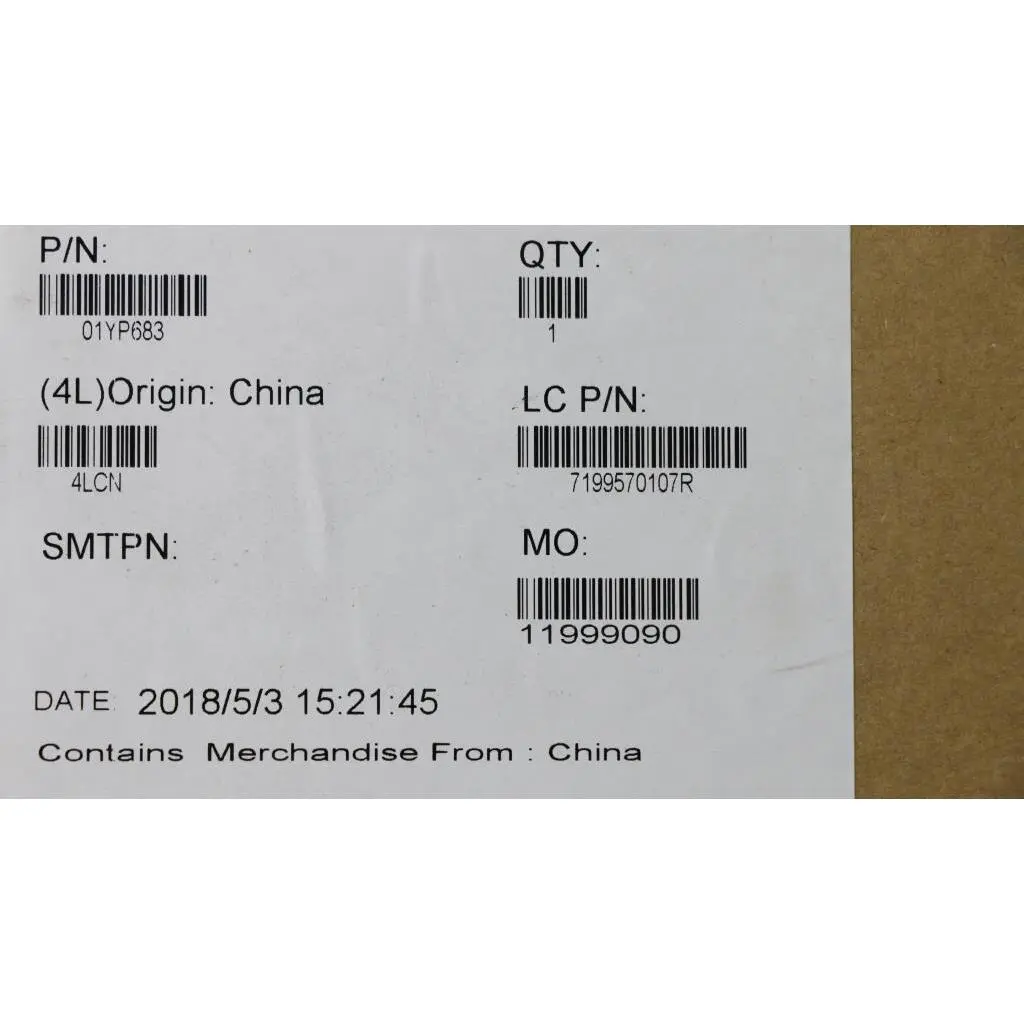 P/N:
01YP683
QTY:
1
(4L)Origin: China
4LCN
LC P/N:
7199570107R
SMTPN:
MO:
11999090
DATE: 2018/5/3 15:21:45
Contains Merchandise From : China